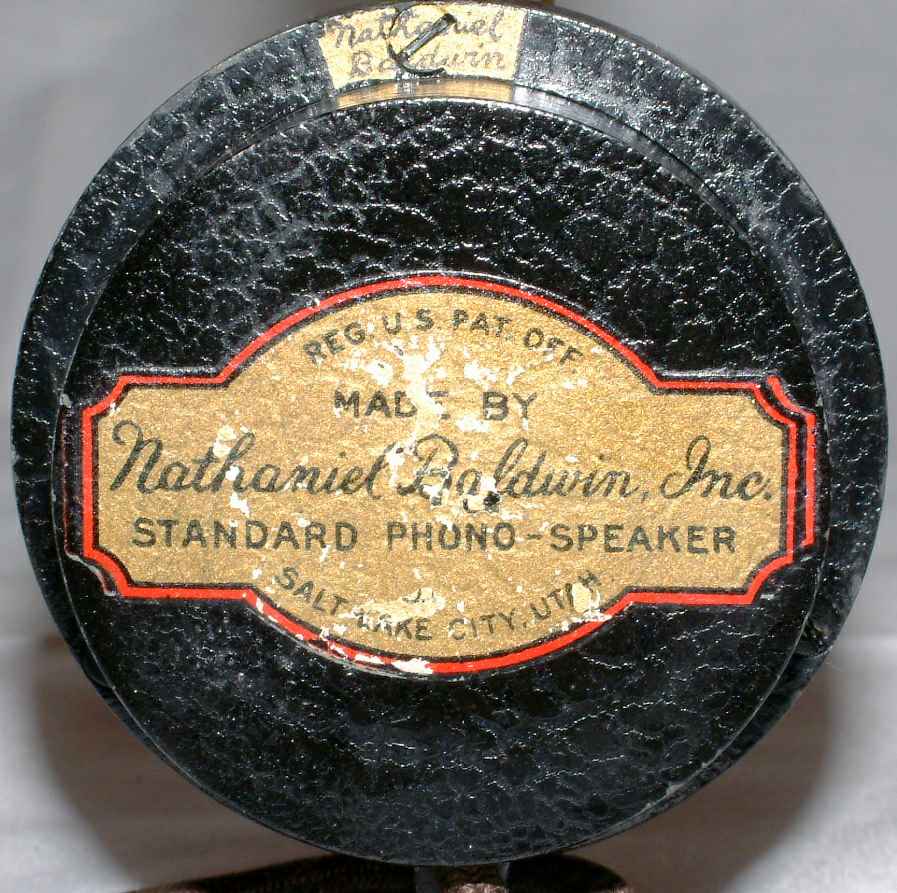 Nathaniel
Baldwin
REG. U.S. PAT. OFF
MADE BY
Nathaniel Baldwin, Inc.
STANDARD PHONO-SPEAKER
SALT LAKE CITY, UTAH